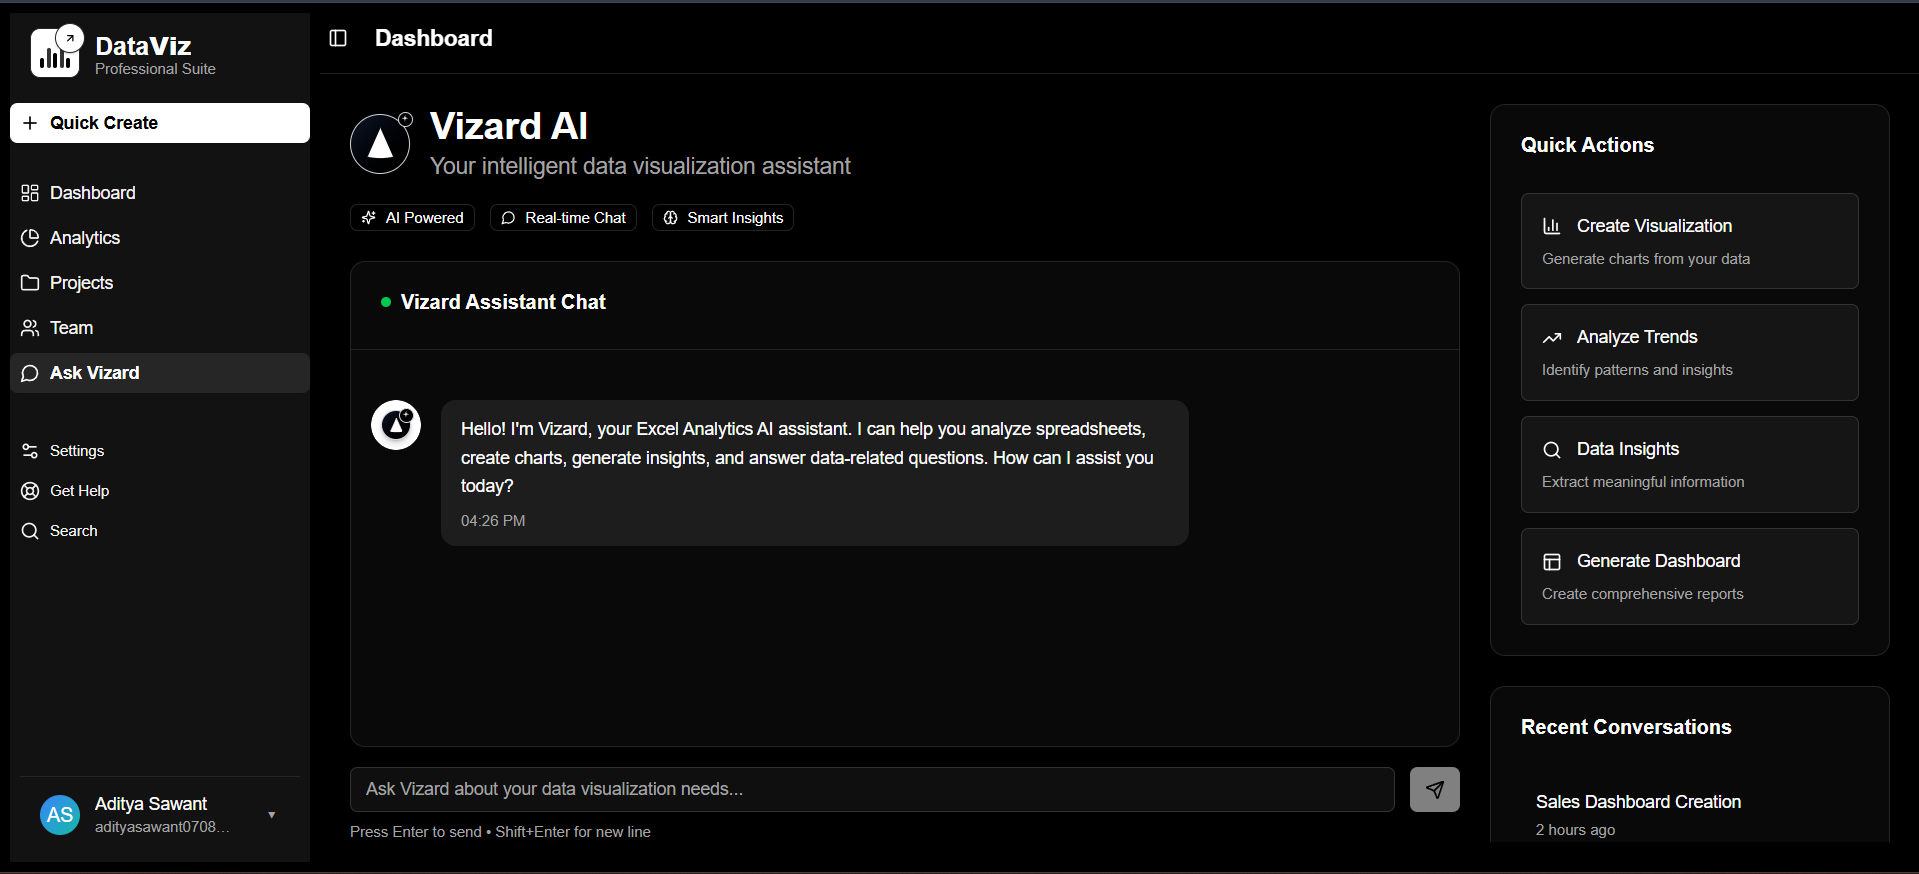 DataViz
Professional Suite
Quick Create
Dashboard
Analytics
Projects
Team
Ask Vizard
Settings
Get Help
Search
AS
Aditya Sawant
adityasawant0708...
Dashboard
Vizard AI
Your intelligent data visualization assistant
AI Powered
Real-time Chat
Smart Insights
Vizard Assistant Chat
Hello! I'm Vizard, your Excel Analytics AI assistant. I can help you analyze spreadsheets,
create charts, generate insights, and answer data-related questions. How can I assist you
today?
04:26 PM
Ask Vizard about your data visualization needs...
Press Enter to send • Shift+Enter for new line
Quick Actions
Create Visualization
Generate charts from your data
Analyze Trends
Identify patterns and insights
Data Insights
Extract meaningful information
Generate Dashboard
Create comprehensive reports
Recent Conversations
Sales Dashboard Creation
2 hours ago